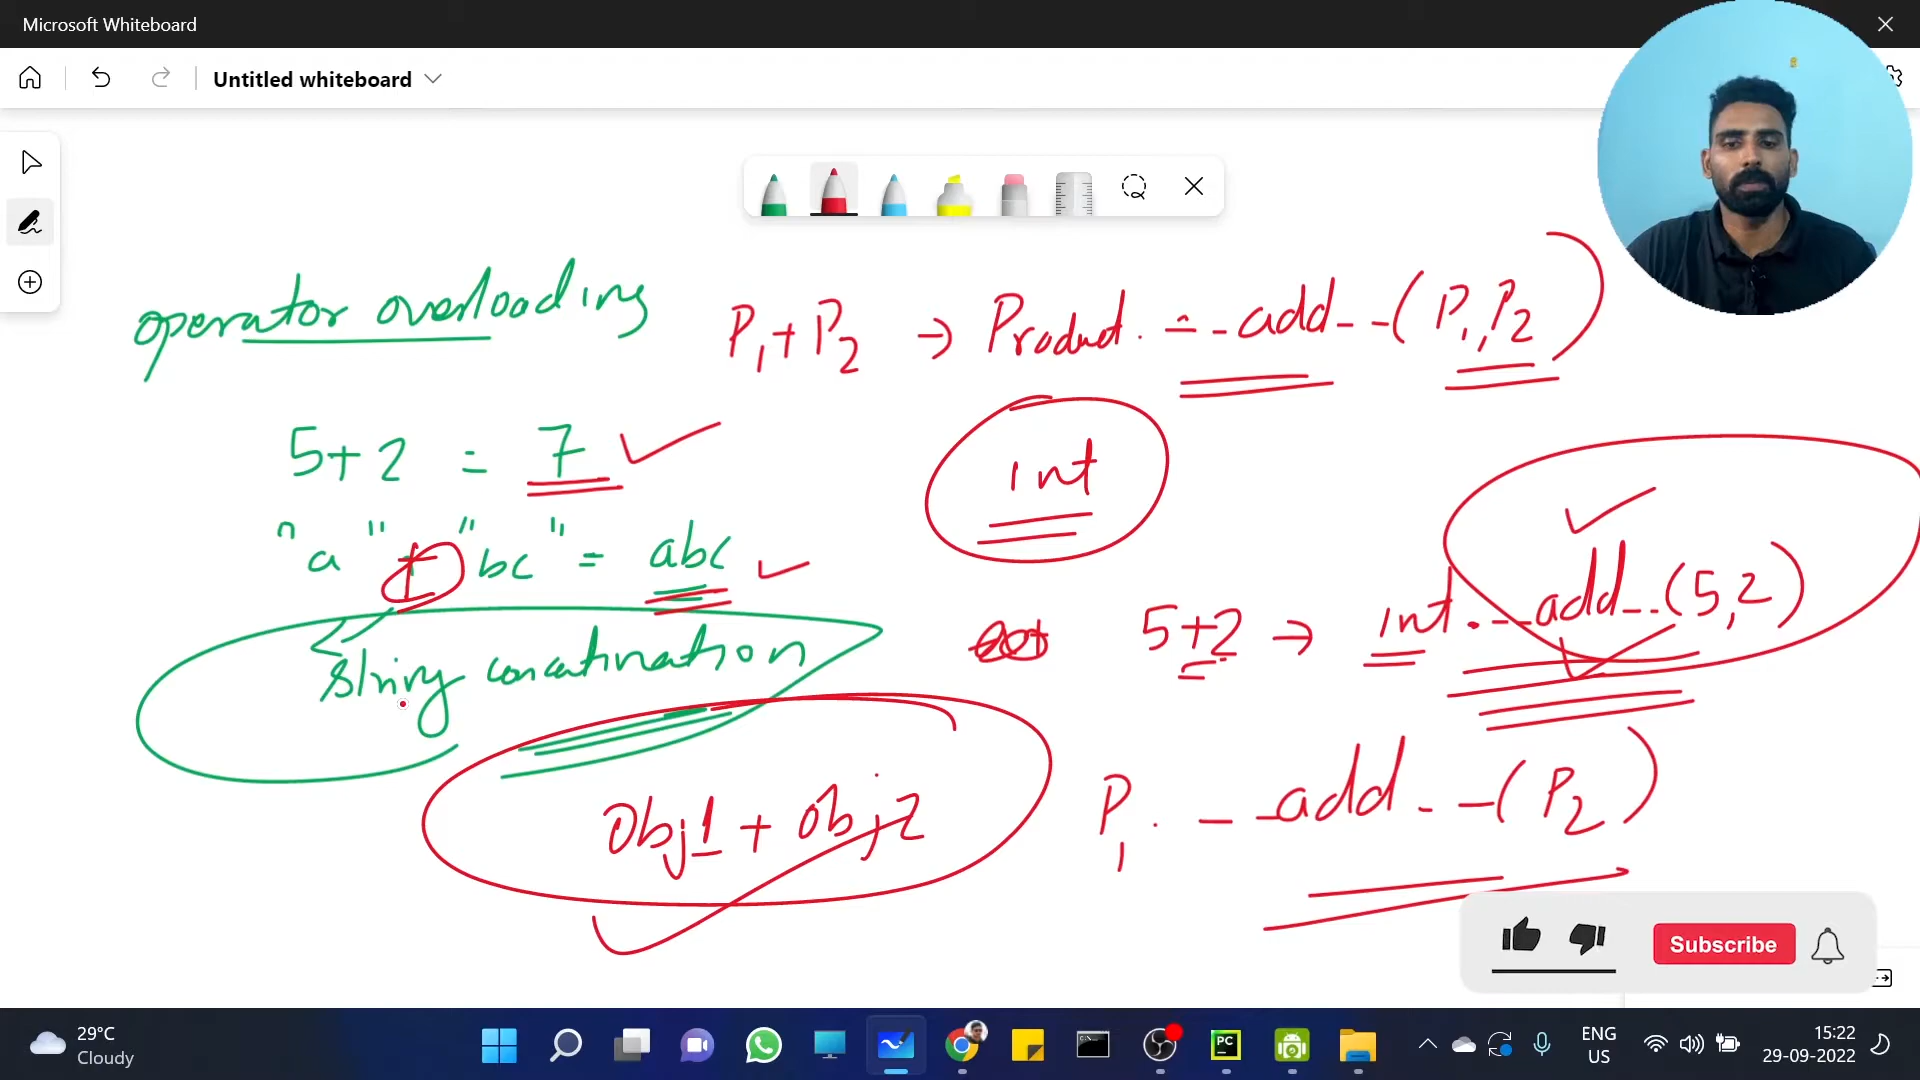 Microsoft Whiteboard
Untitled whiteboard
operator overloading
P1+P2 → Product. __add__(P1,P2)
5+2 = 7
int
"a" + "bc" = abc
5+2 → int.__add__(5,2)
string concatination
Obj1 + Obj2
P1.__add__(P2)
Subscribe
29°C
Cloudy
PC
ENG
US
15:22
29-09-2022